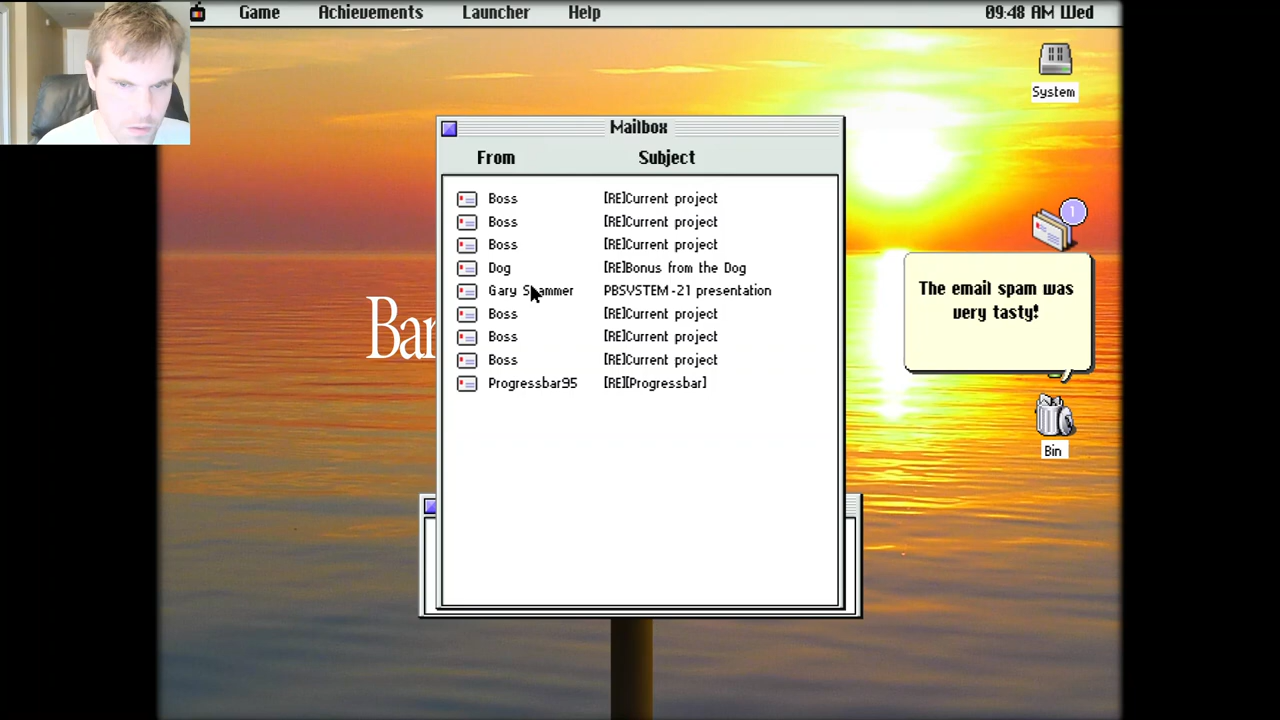 Game Achievements Launcher Help 09:48 AM Wed
System
Mailbox
From Subject
Boss [RE]Current project
Boss [RE]Current project
Boss [RE]Current project
Dog [RE]Bonus from the Dog
Gary Spammer PBSYSTEM-21 presentation
Boss [RE]Current project
Boss [RE]Current project
Boss [RE]Current project
Progressbar95 [RE][Progressbar]
1
The email spam was
very tasty!
Bin